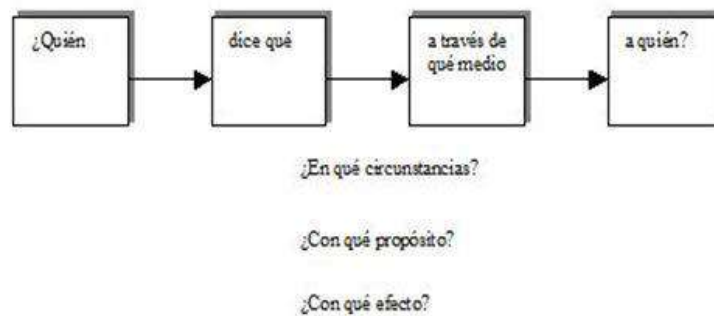 ¿Quién
dice qué
a través de
qué medio
a quién?
¿En qué circunstancias?
¿Con qué propósito?
¿Con qué efecto?